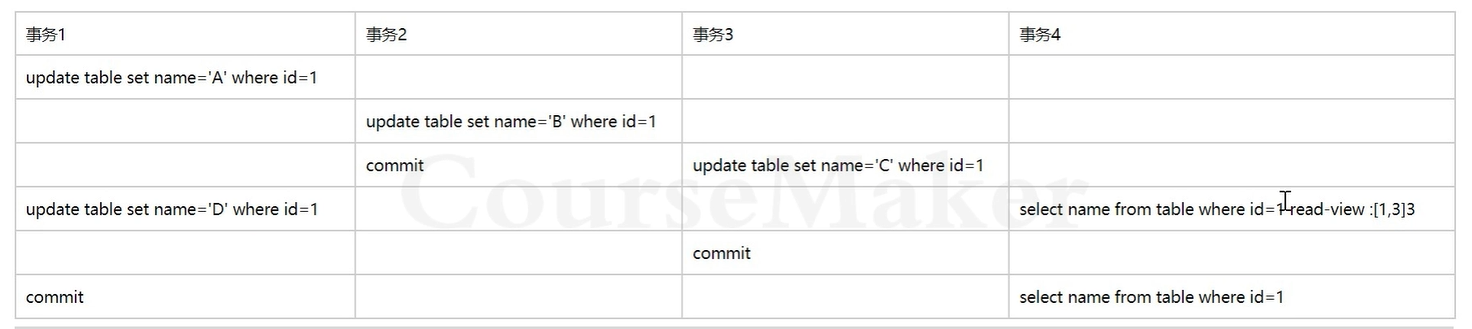 事务1 事务2 事务3 事务4
update table set name='A' where id=1
update table set name='B' where id=1
commit update table set name='C' where id=1
update table set name='D' where id=1 select name from table where id=1 read-view :[1,3]3
commit
commit select name from table where id=1
CourseMaker